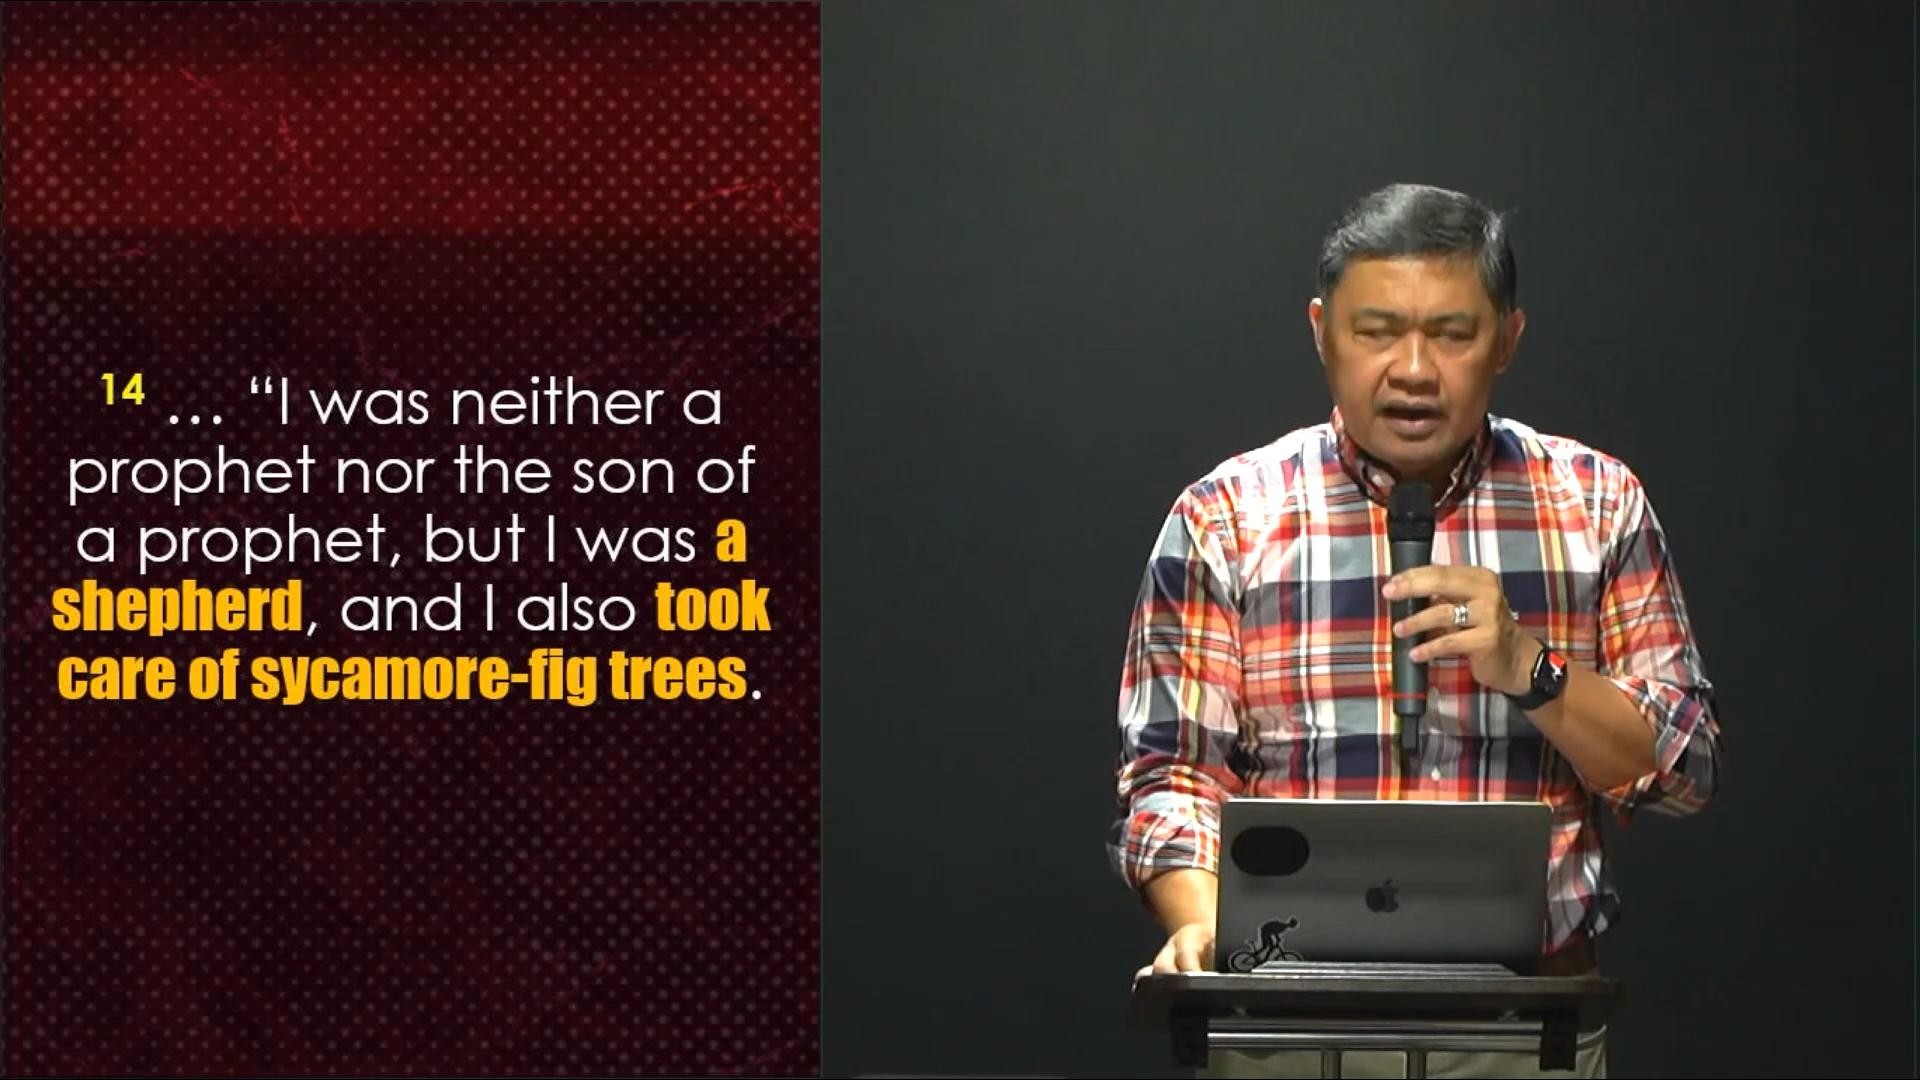 14 … “I was neither a
prophet nor the son of
a prophet, but I was a
shepherd, and I also took
care of sycamore-fig trees.